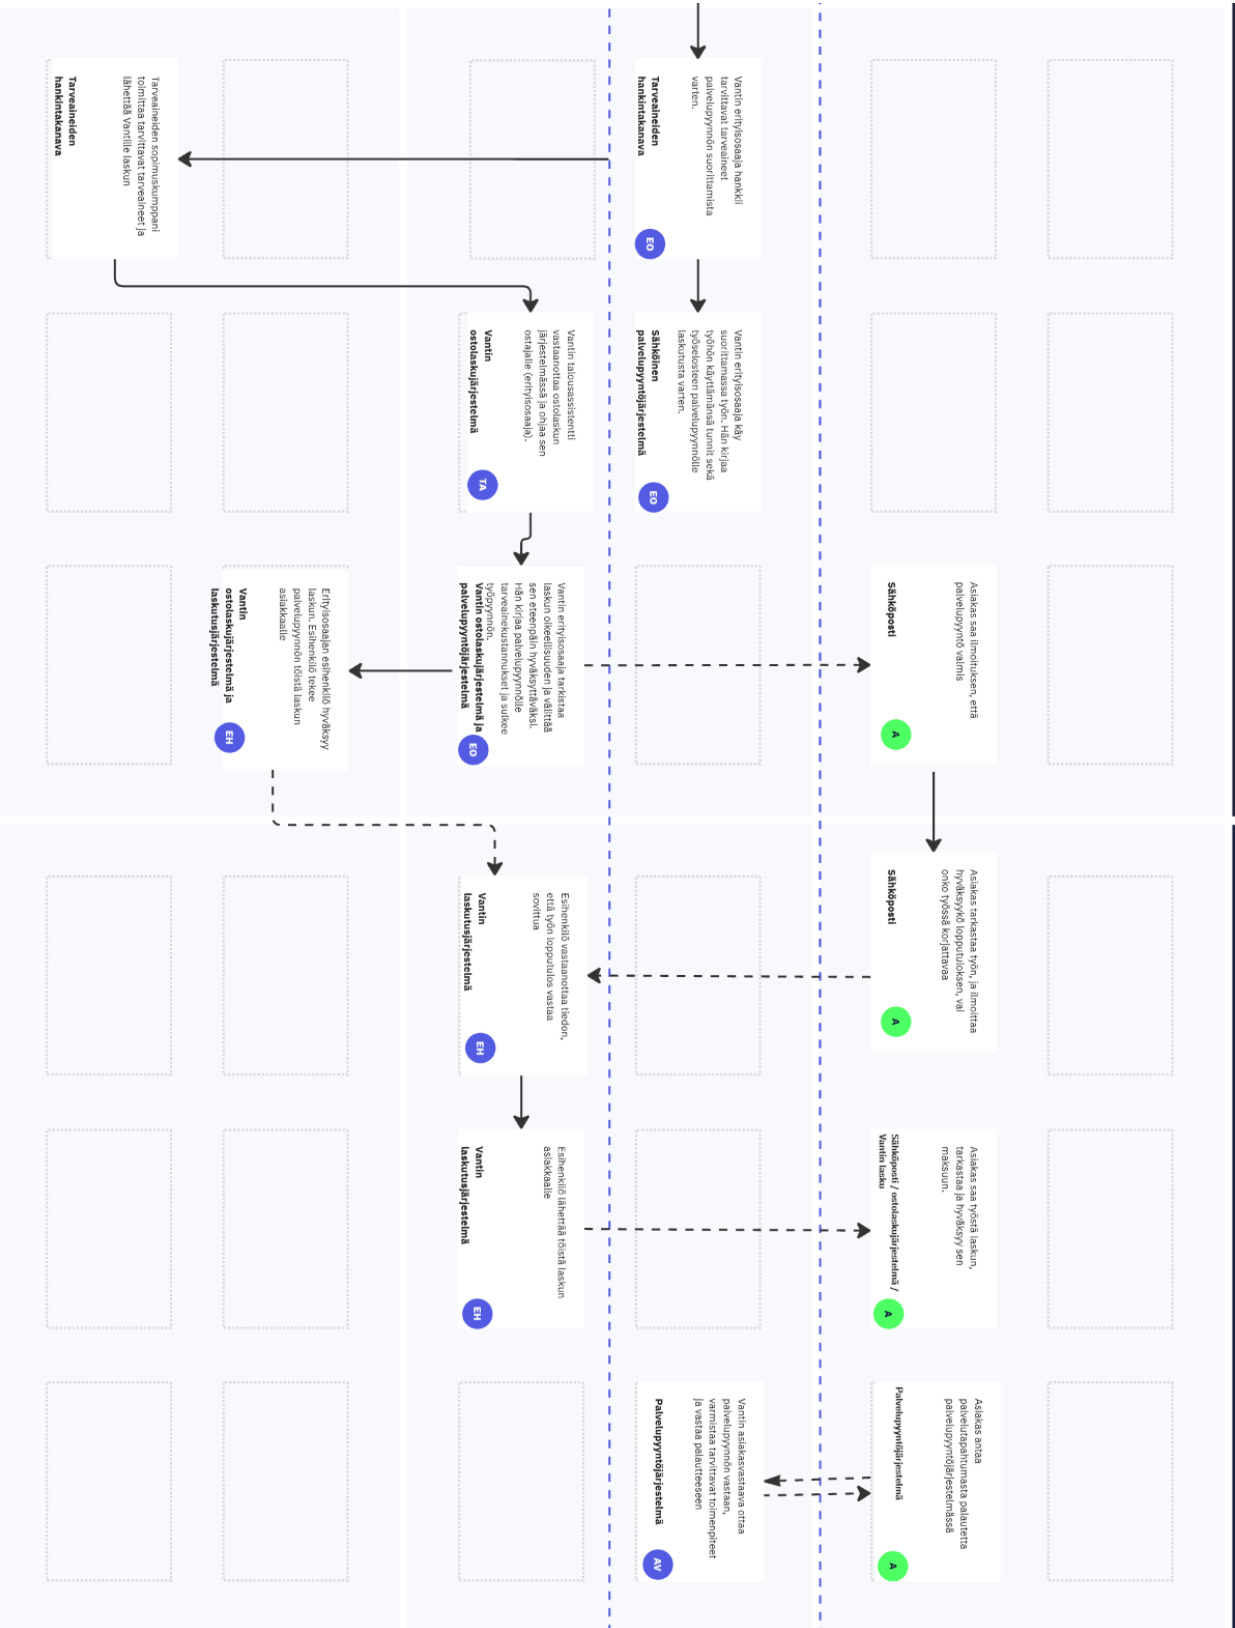 Asiakas saa ilmoituksen, että
palvelupyyntö valmis
Sähköposti
A
Asiakas tarkastaa työn, ja ilmoittaa
hyväksyykö lopputuloksen, vai
onko työssä korjattavaa
Sähköposti
A
Asiakas saa työstä laskun,
tarkastaa ja hyväksyy sen
maksuun.
Sähköposti / ostolaskujärjestelmä /
Vantin lasku
A
Asiakas antaa
palvelutapahtumasta palautetta
palvelupyyntöjärjestelmässä
Palvelupyyntöjärjestelmä
A
Vantin erityisosaaja hankkii
tarvittavat tarveaineet
palvelupyynnön suorittamista
varten.
Tarveaineiden
hankintakanava
EO
Vantin erityisosaaja käy
suorittamassa työn. Hän kirjaa
työhön käyttämänsä tunnit sekä
työselosteen palvelupyynnölle
laskutusta varten.
Sähköinen
palvelupyyntöjärjestelmä
EO
Vantin asiakasvastaava ottaa
palvelupyynnön vastaan,
varmistaa tarvittavat toimenpiteet
ja vastaa palautteeseen
Palvelupyyntöjärjestelmä
AV
Vantin talousassistentti
vastaanottaa ostolaskun
järjestelmässä ja ohjaa sen
ostajalle (erityisosaaja).
Vantin
ostolaskujärjestelmä
TA
Vantin erityisosaaja tarkistaa
laskun oikeellisuuden ja välittää
sen eteenpäin hyväksyttäväksi.
Hän kirjaa palvelupyynnölle
tarveainekustannukset ja sulkee
työpyynnön.
Vantin ostolaskujärjestelmä ja
palvelupyyntöjärjestelmä
EO
Esihenkilö vastaanottaa tiedon,
että työn lopputulos vastaa
sovittua
Vantin
laskutusjärjestelmä
EH
Esihenkilö lähettää töistä laskun
asiakkaalle
Vantin
laskutusjärjestelmä
EH
Erityisosaajan esihenkilö hyväksyy
laskun. Esihenkilö tekee
palvelupyynnön töistä laskun
asiakkaalle
Vantin
ostolaskujärjestelmä ja
laskutusjärjestelmä
EH
Tarveaineiden sopimuskumppani
toimittaa tarvittavat tarveaineet ja
lähettää Vantille laskun
Tarveaineiden
hankintakanava